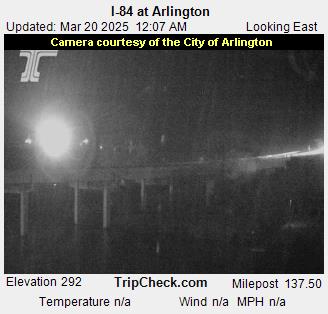 I-84 at Arlington
Updated: Mar 20 2025 12:07 AM Looking East
Camera courtesy of the City of Arlington
Elevation 292 TripCheck.com Milepost 137.50
Temperature n/a Wind n/a MPH n/a